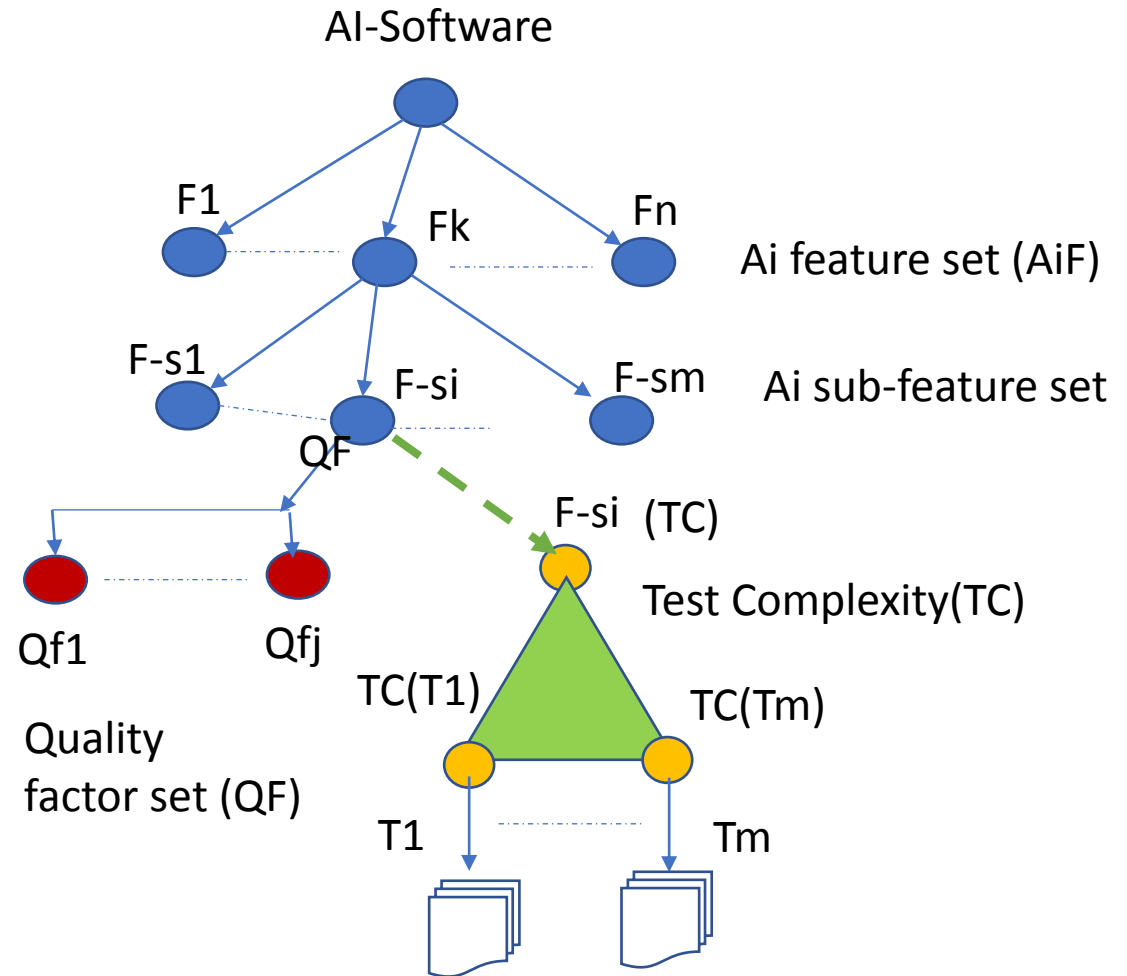 AI-Software
F1
Fk
Fn
Ai feature set (AiF)
F-s1
F-si
F-sm
Ai sub-feature set
QF
F-si (TC)
Test Complexity(TC)
Qf1
Qfj
TC(T1)
TC(Tm)
Quality
factor set (QF)
T1
Tm